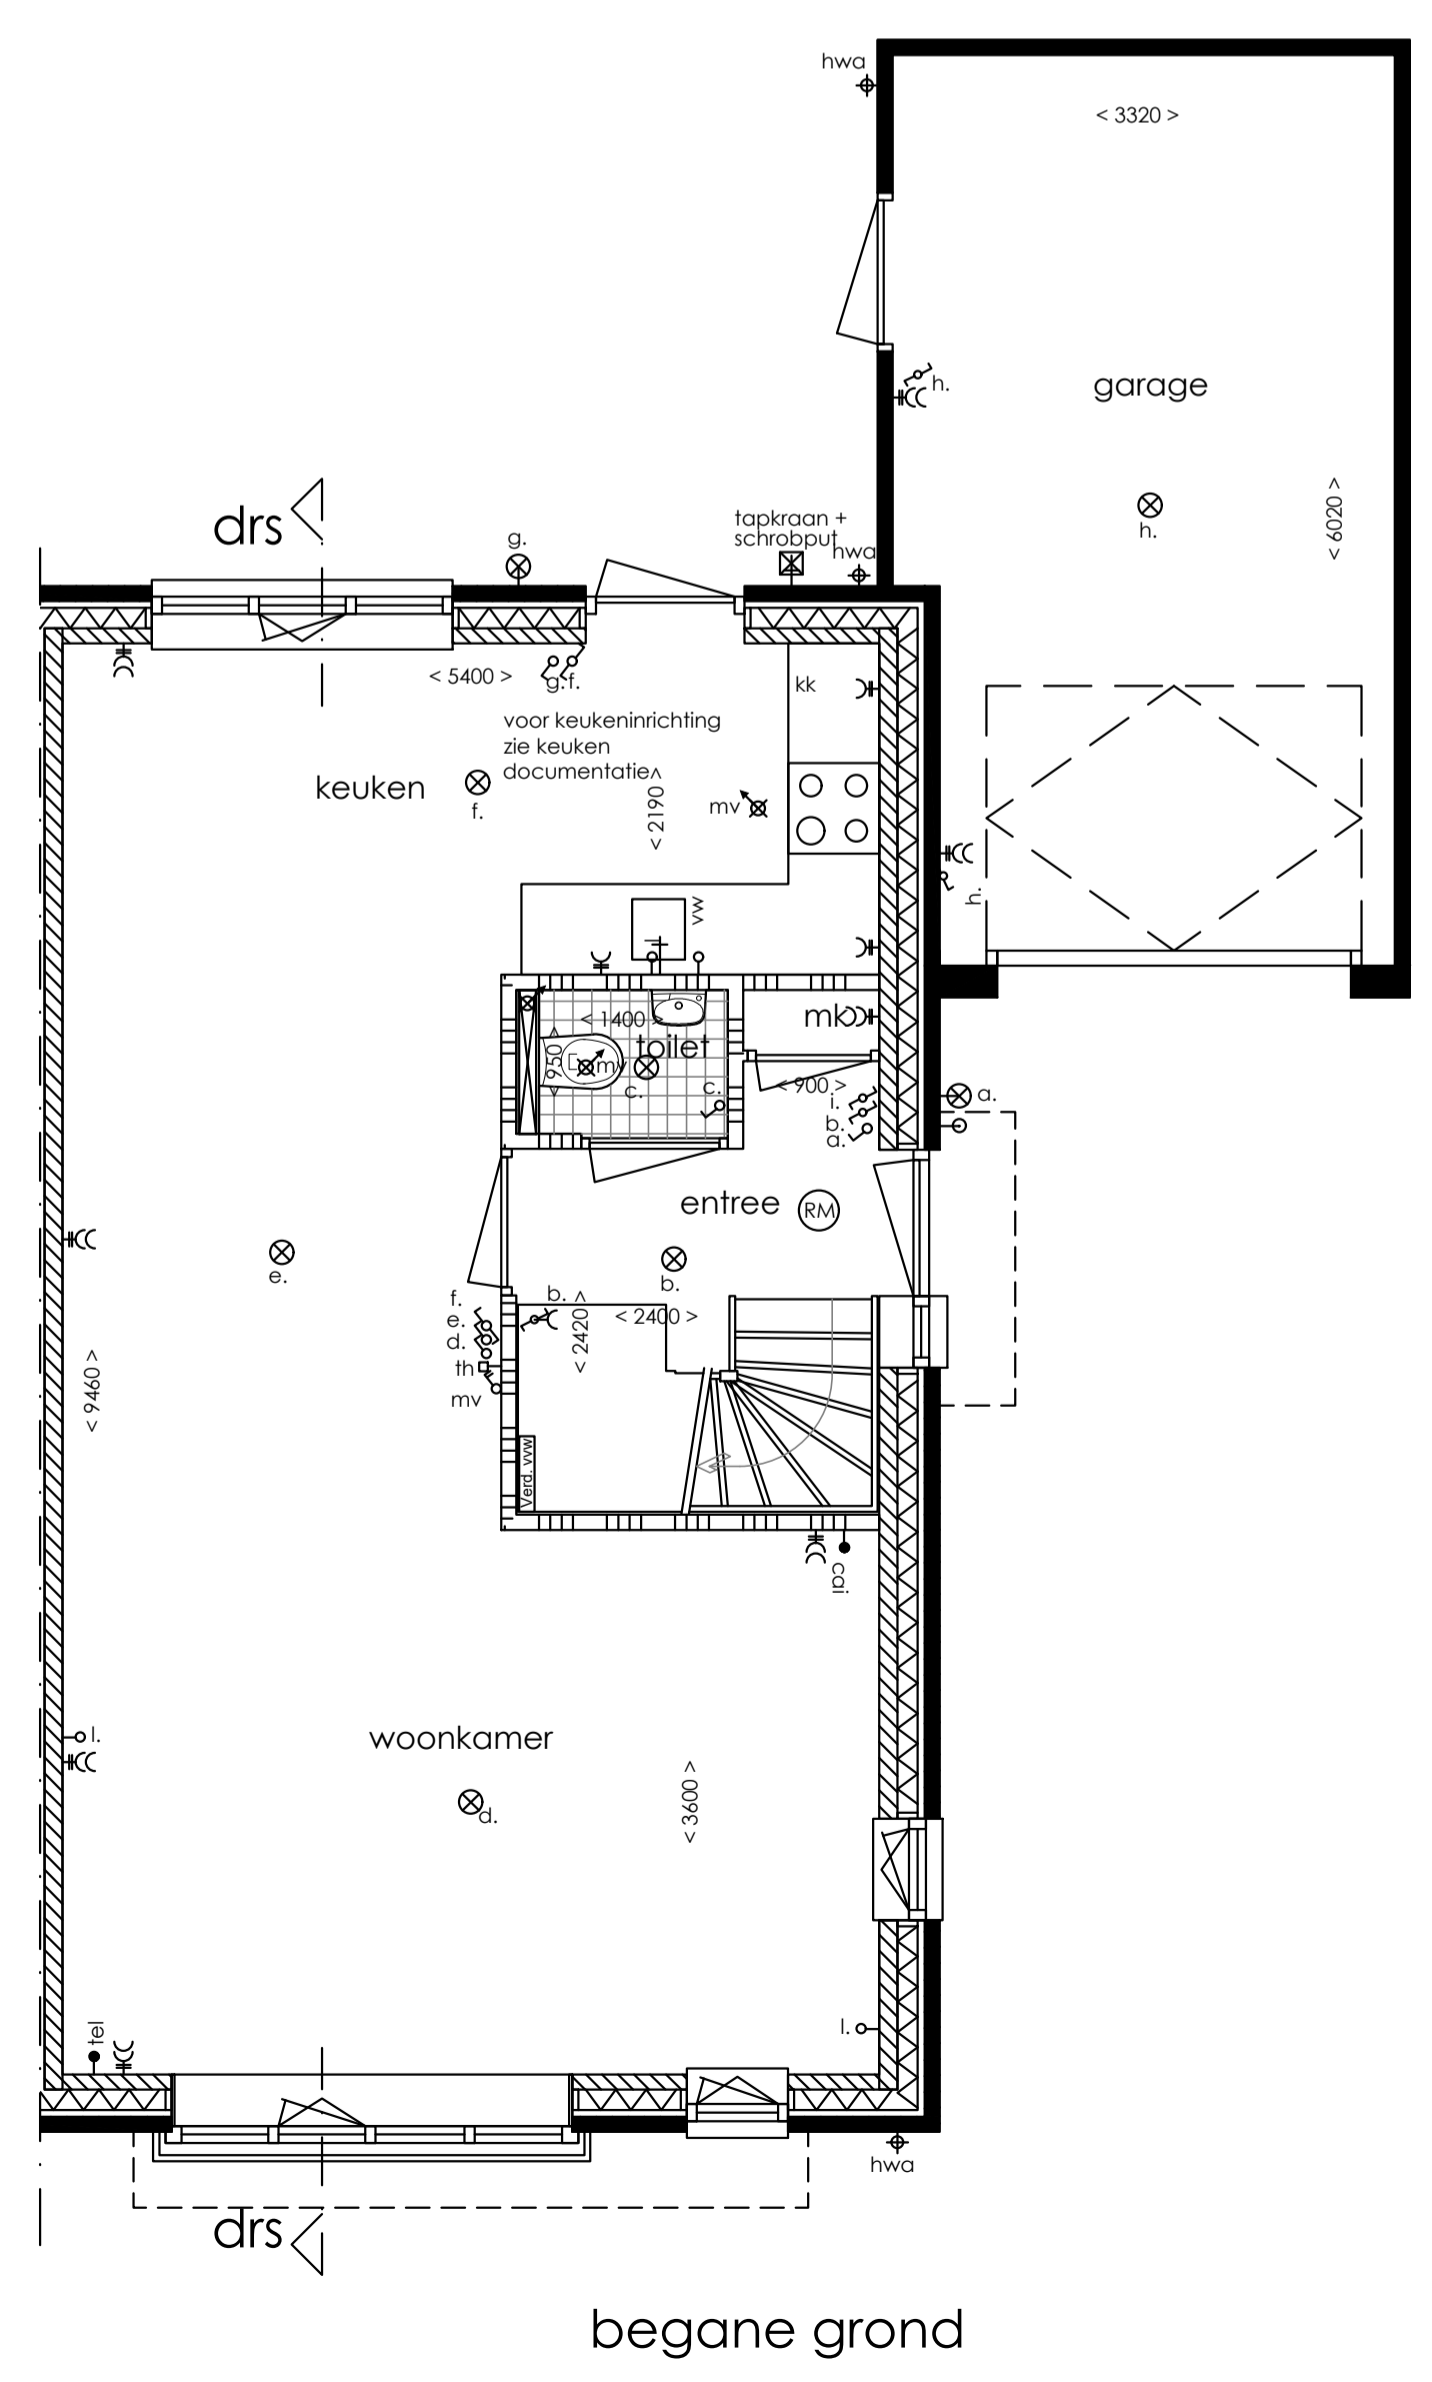 hwa
< 3320 >
h.
garage
< 6020 >
h.
drs
g.
tapkraan +
schrobput
hwa
< 5400 >
g.f.
kk
voor keukeninrichting
zie keuken
documentatie
< 2190 >
keuken
f.
mv
h.
vw
< 1400 >
mk
toilet
< 950 >
mv
c.
c.
< 900 >
i.
b.
a.
a.
entree
RM
e.
b.
f.
e.
d.
th
mv
b.
< 2420 >
< 2400 >
< 9460 >
Verd. vvw
cai
l.
woonkamer
d.
< 3600 >
tel
l.
hwa
drs
begane grond